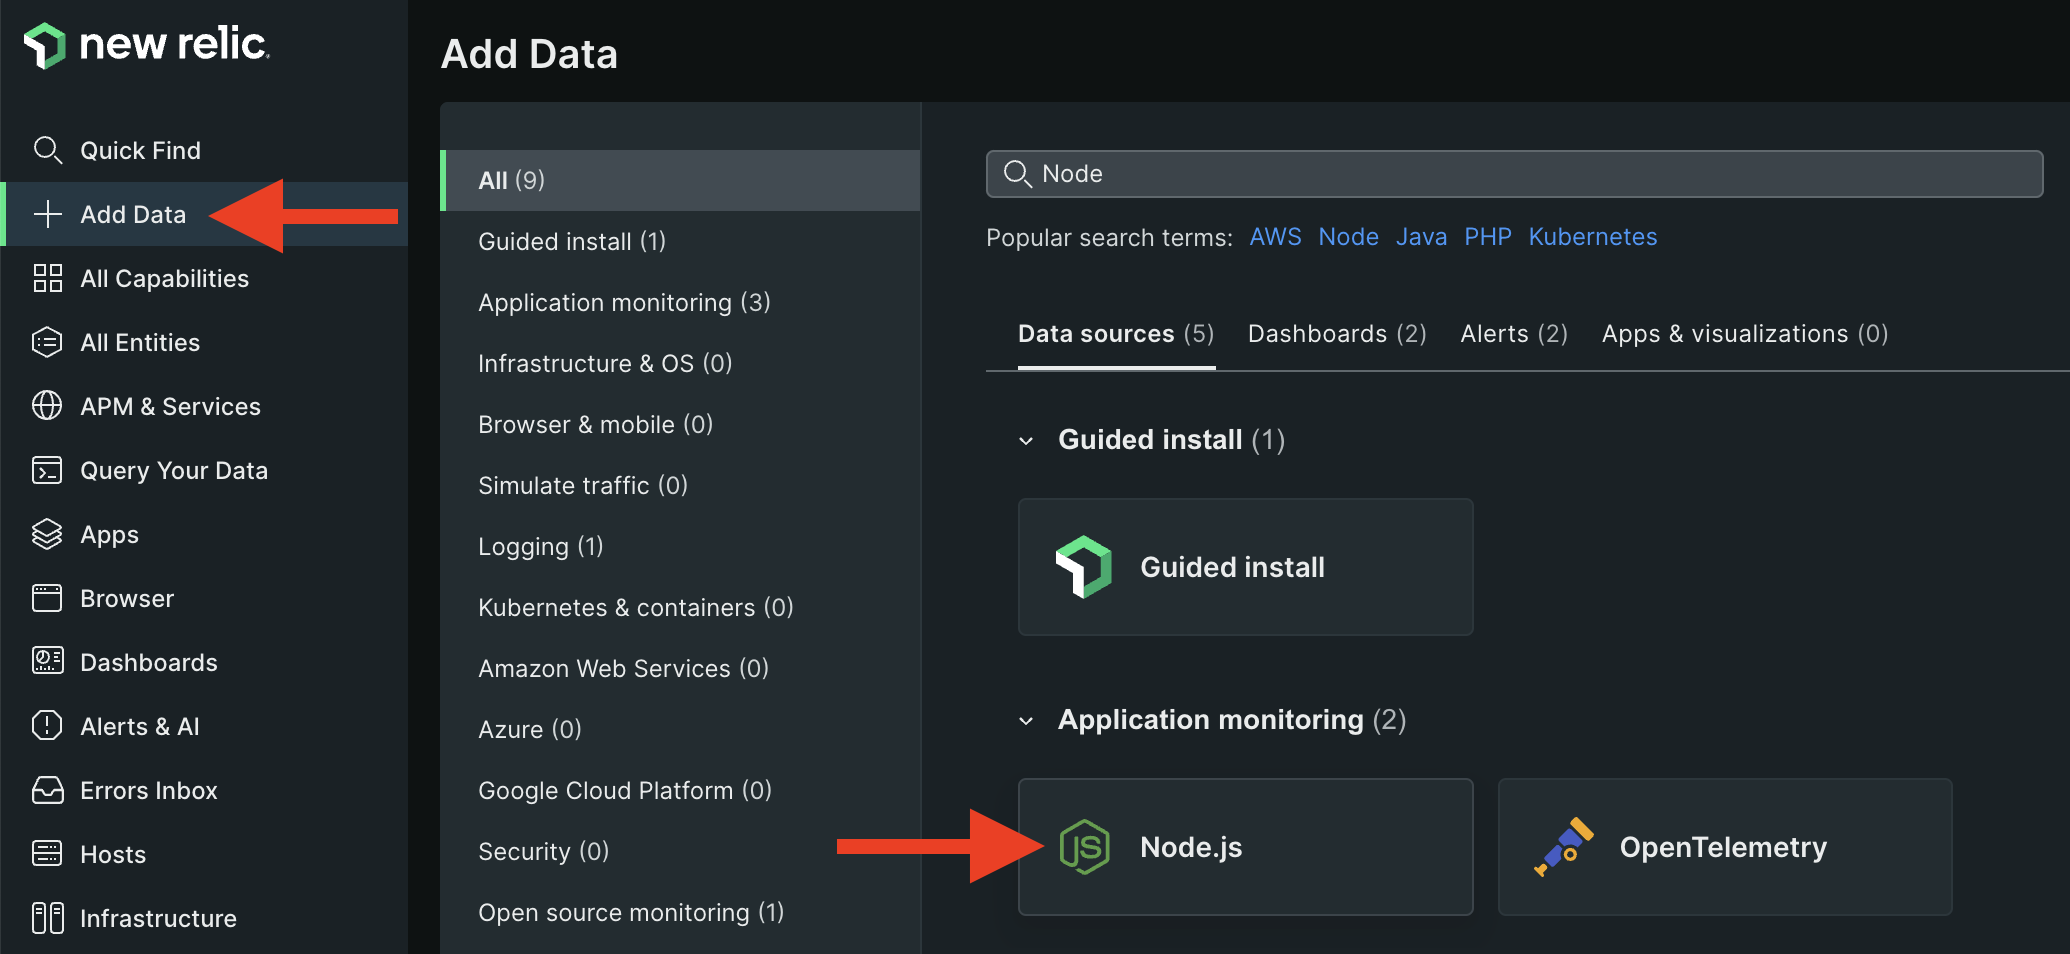 new relic.
Quick Find
Add Data
All Capabilities
All Entities
APM & Services
Query Your Data
Apps
Browser
Dashboards
Alerts & AI
Errors Inbox
Hosts
Infrastructure
Add Data
All (9)
Guided install (1)
Application monitoring (3)
Infrastructure & OS (0)
Browser & mobile (0)
Simulate traffic (0)
Logging (1)
Kubernetes & containers (0)
Amazon Web Services (0)
Azure (0)
Google Cloud Platform (0)
Security (0)
Open source monitoring (1)
Node
Popular search terms: AWS Node Java PHP Kubernetes
Data sources (5) Dashboards (2) Alerts (2) Apps & visualizations (0)
Guided install (1)
Guided install
Application monitoring (2)
JS Node.js
OpenTelemetry